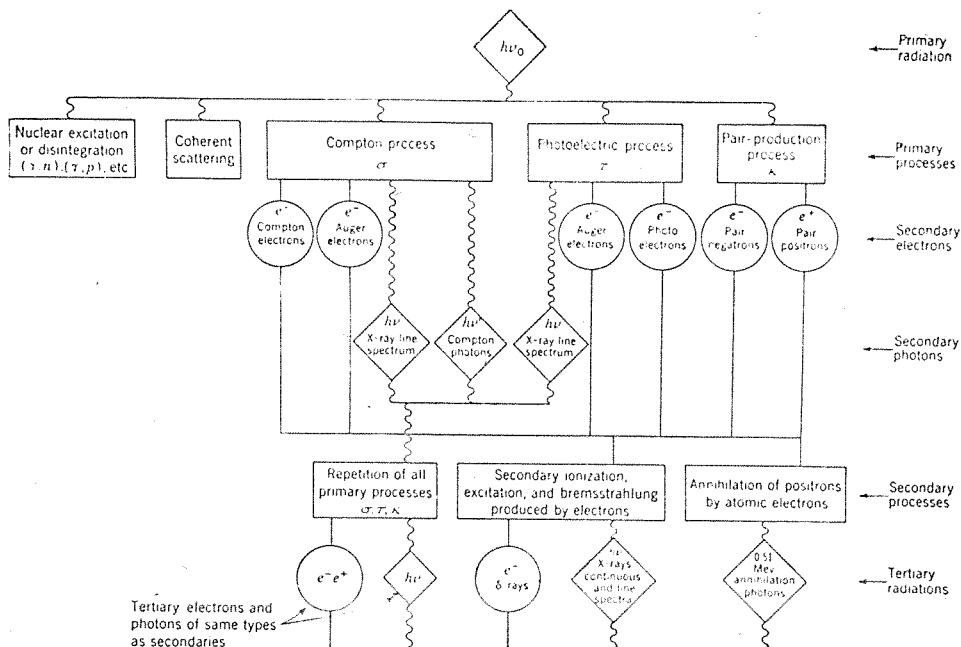 hν₀
Primary
radiation
Nuclear excitation
or disintegration
(γ,n),(γ,p), etc
Coherent
scattering
Compton process
σ
Photoelectric process
τ
Pair-production
process
κ
Primary
processes
e⁻
Compton
electrons
e⁻
Auger
electrons
e⁻
Auger
electrons
e⁻
Photo
electrons
e⁻
Pair
negatrons
e⁺
Pair
positrons
Secondary
electrons
hν
X-ray line
spectrum
hν'
Compton
photons
hν
X-ray line
spectrum
Secondary
photons
Repetition of all
primary processes
σ, τ, κ
Secondary ionization,
excitation, and bremsstrahlung
produced by electrons
Annihilation of positrons
by atomic electrons
Secondary
processes
e⁻ e⁺
hν
e⁻
δ rays
hν
X-rays
continuous
and line
spectra
0.51
Mev
annihilation
photons
Tertiary
radiations
Tertiary electrons and
photons of same types
as secondaries